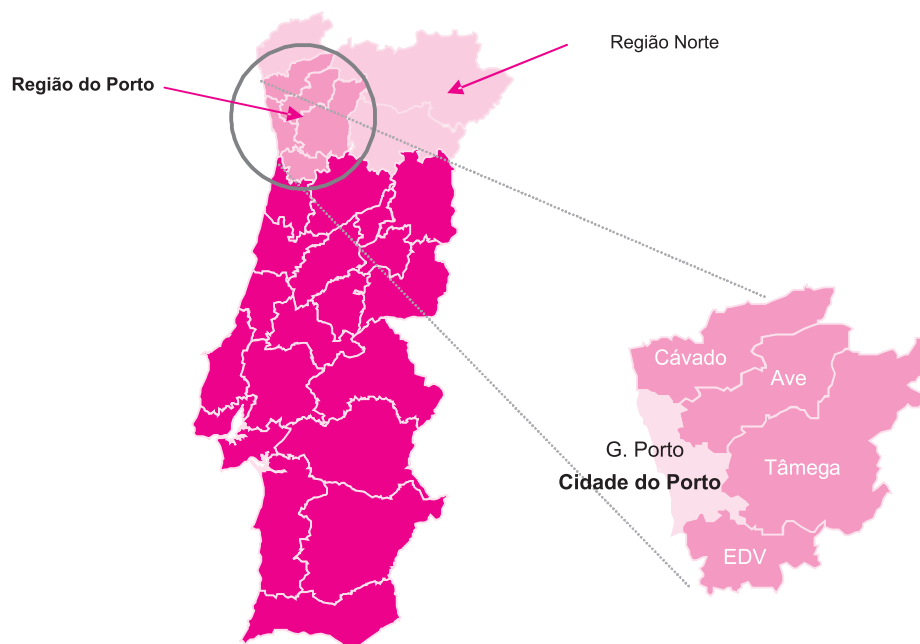 Região Norte
Região do Porto
Cávado
Ave
G. Porto
Tâmega
Cidade do Porto
EDV